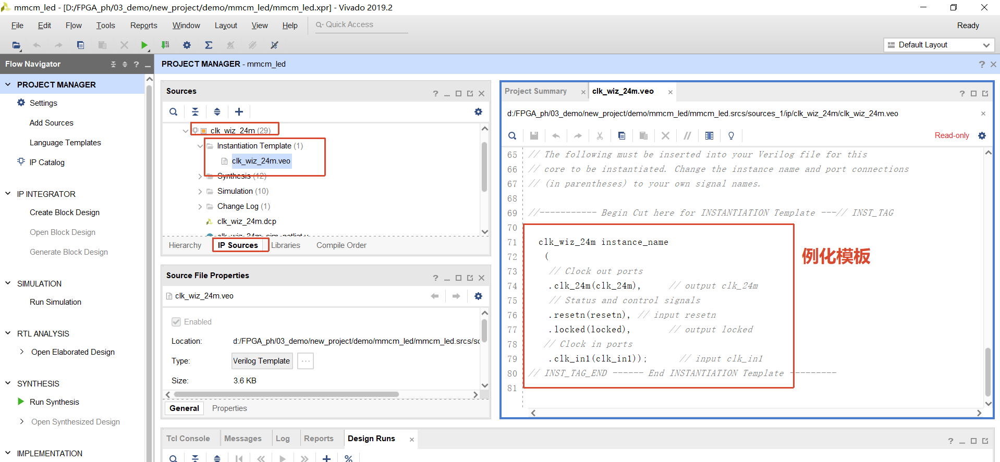 mmcm_led - [D:/FPGA_ph/03_demo/new_project/demo/mmcm_led/mmcm_led.xpr] - Vivado 2019.2
File Edit Flow Tools Reports Window Layout View Help Quick Access Ready
Default Layout
Flow Navigator
PROJECT MANAGER
Settings
Add Sources
Language Templates
IP Catalog
IP INTEGRATOR
Create Block Design
Open Block Design
Generate Block Design
SIMULATION
Run Simulation
RTL ANALYSIS
Open Elaborated Design
SYNTHESIS
Run Synthesis
Open Synthesized Design
IMPLEMENTATION
PROJECT MANAGER - mmcm_led
Sources
clk_wiz_24m (29)
Instantiation Template (1)
clk_wiz_24m.veo
Synthesis (12)
Simulation (10)
Change Log (1)
clk_wiz_24m.dcp
Hierarchy IP Sources Libraries Compile Order
Source File Properties
clk_wiz_24m.veo
Enabled
Location: d:/FPGA_ph/03_demo/new_project/demo/mmcm_led/mmcm_led.srcs/sc
Type: Verilog Template ...
Size: 3.6 KB
General Properties
Project Summary clk_wiz_24m.veo
d:/FPGA_ph/03_demo/new_project/demo/mmcm_led/mmcm_led.srcs/sources_1/ip/clk_wiz_24m/clk_wiz_24m.veo
Read-only
65 // The following must be inserted into your Verilog file for this
66 // core to be instantiated. Change the instance name and port connections
67 // (in parentheses) to your own signal names.
68
69 //----------- Begin Cut here for INSTANTIATION Template ---// INST_TAG
70
71 clk_wiz_24m instance_name
72 (
73 // Clock out ports
74 .clk_24m(clk_24m), // output clk_24m
75 // Status and control signals
76 .resetn(resetn), // input resetn
77 .locked(locked), // output locked
78 // Clock in ports
79 .clk_in1(clk_in1)); // input clk_in1
80 // INST_TAG_END ------ End INSTANTIATION Template ---------
81
例化模板
Tcl Console Messages Log Reports Design Runs